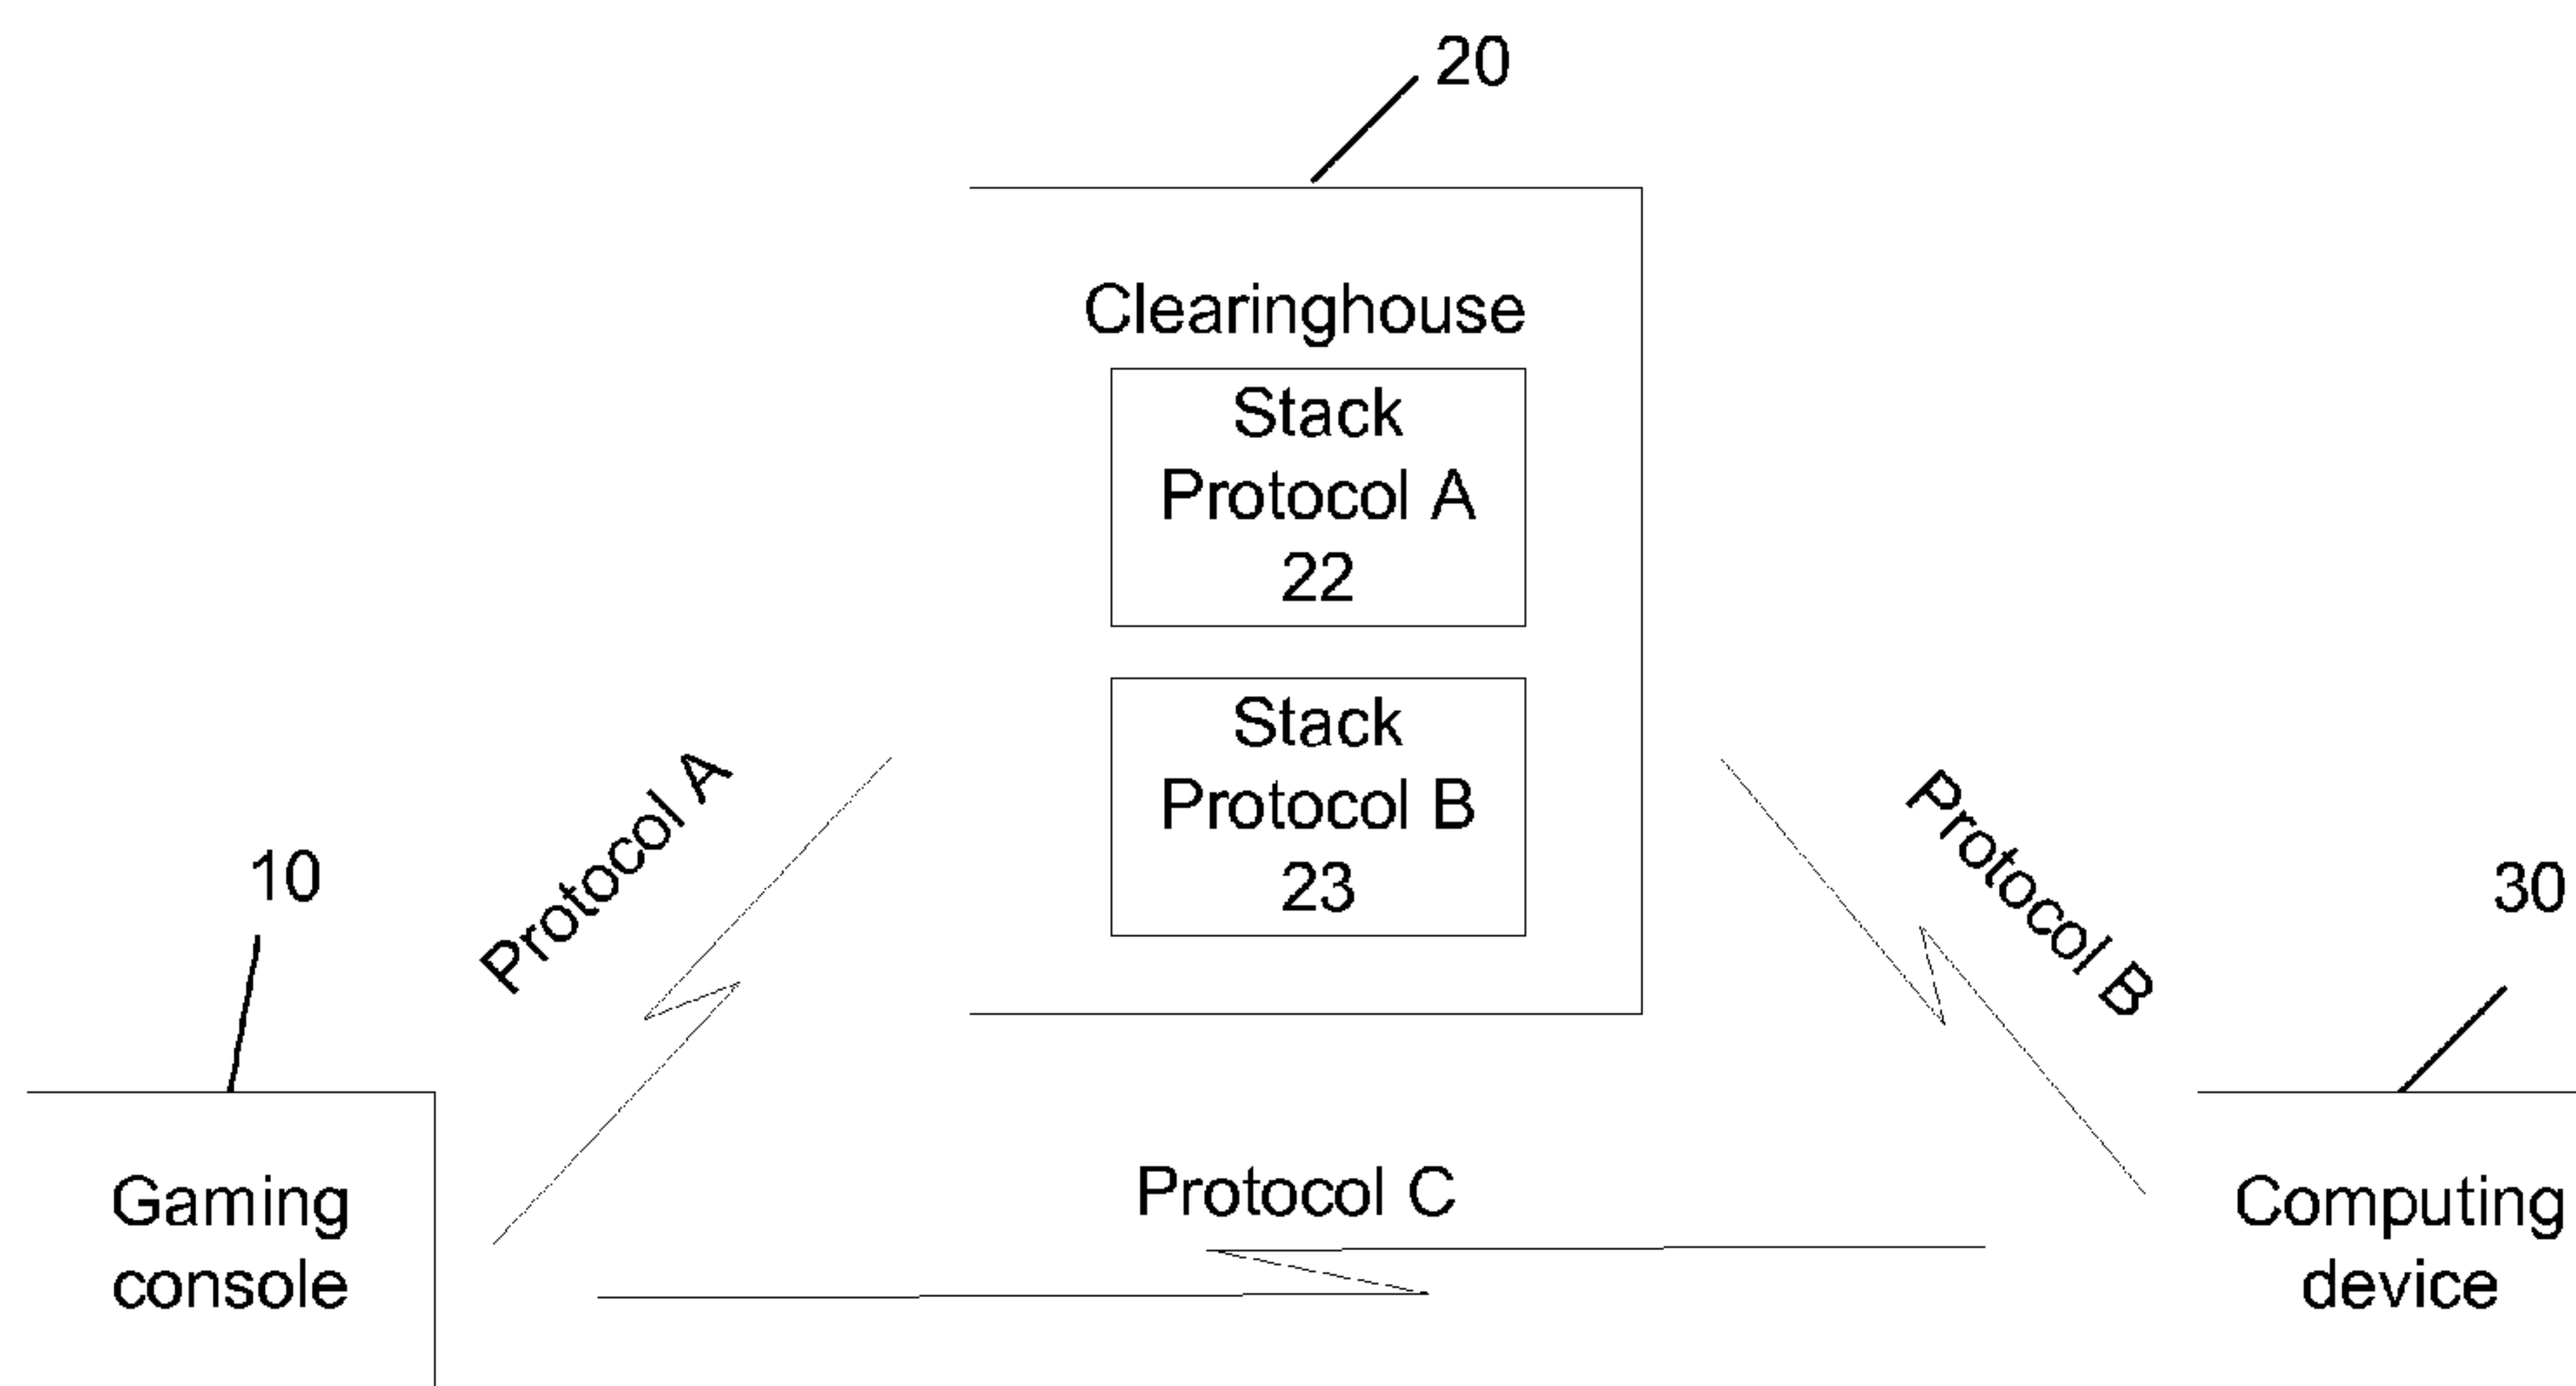 20
Clearinghouse
Stack
Protocol A
22
Stack
Protocol B
23
Protocol A
Protocol B
10
30
Protocol C
Gaming
console
Computing
device